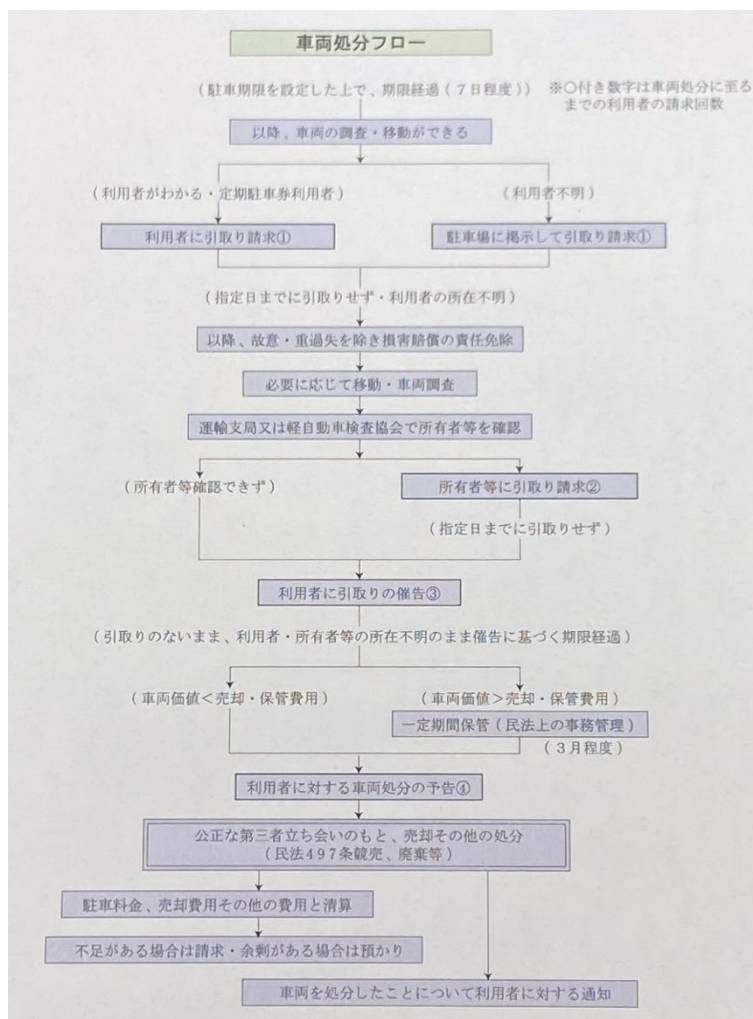 車両処分フロー
(駐車期限を設定した上で、期限経過(7日程度))
※○付き数字は車両処分に至る
までの利用者の請求回数
以降、車両の調査・移動ができる
(利用者がわかる・定期駐車券利用者)
(利用者不明)
利用者に引取り請求①
駐車場に掲示して引取り請求①
(指定日までに引取りせず・利用者の所在不明)
以降、故意・重過失を除き損害賠償の責任免除
必要に応じて移動・車両調査
運輸支局又は軽自動車検査協会で所有者等を確認
(所有者等確認できず)
所有者等に引取り請求②
(指定日までに引取りせず)
利用者に引取りの催告③
(引取りのないまま、利用者・所有者等の所在不明のまま催告に基づく期限経過)
(車両価値<売却・保管費用)
(車両価値>売却・保管費用)
一定期間保管(民法上の事務管理)
(3月程度)
利用者に対する車両処分の予告④
公正な第三者立ち会いのもと、売却その他の処分
(民法497条競売、廃棄等)
駐車料金、売却費用その他の費用と清算
不足がある場合は請求・余剰がある場合は預かり
車両を処分したことについて利用者に対する通知